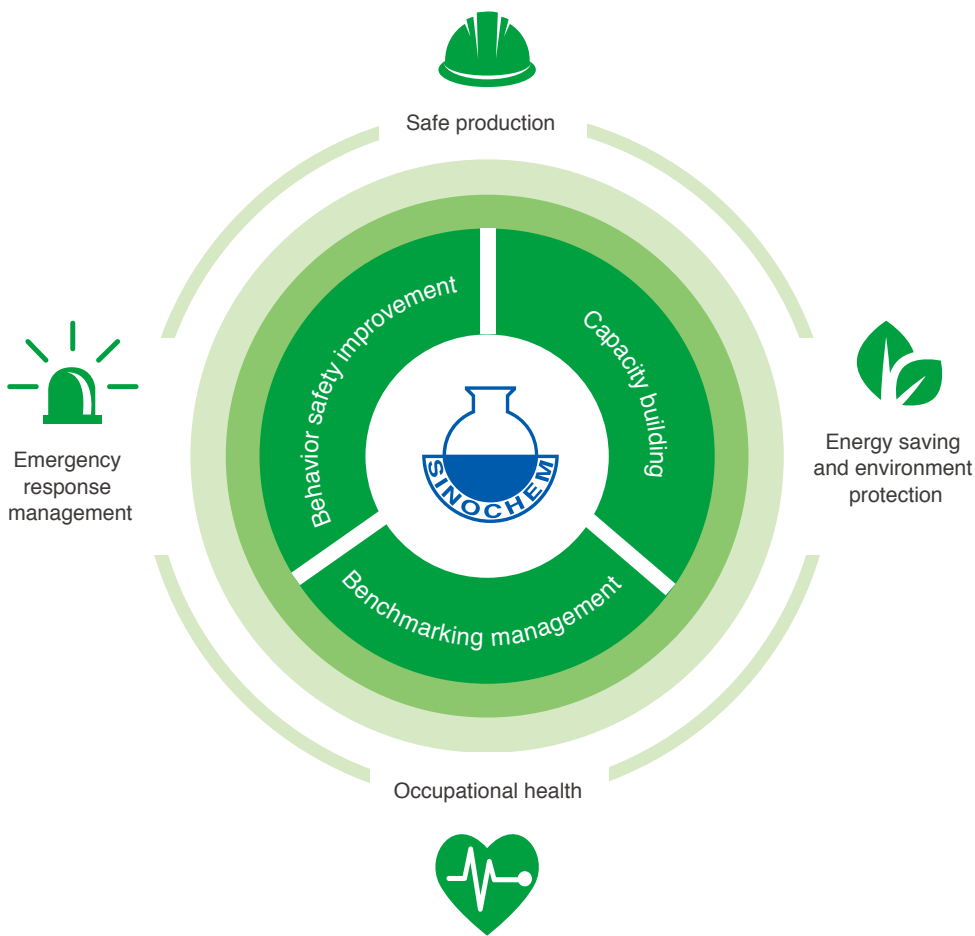 Safe production
Behavior safety improvement
Capacity building
Emergency
response
management
SINOCHEM
Energy saving
and environment
protection
Benchmarking management
Occupational health